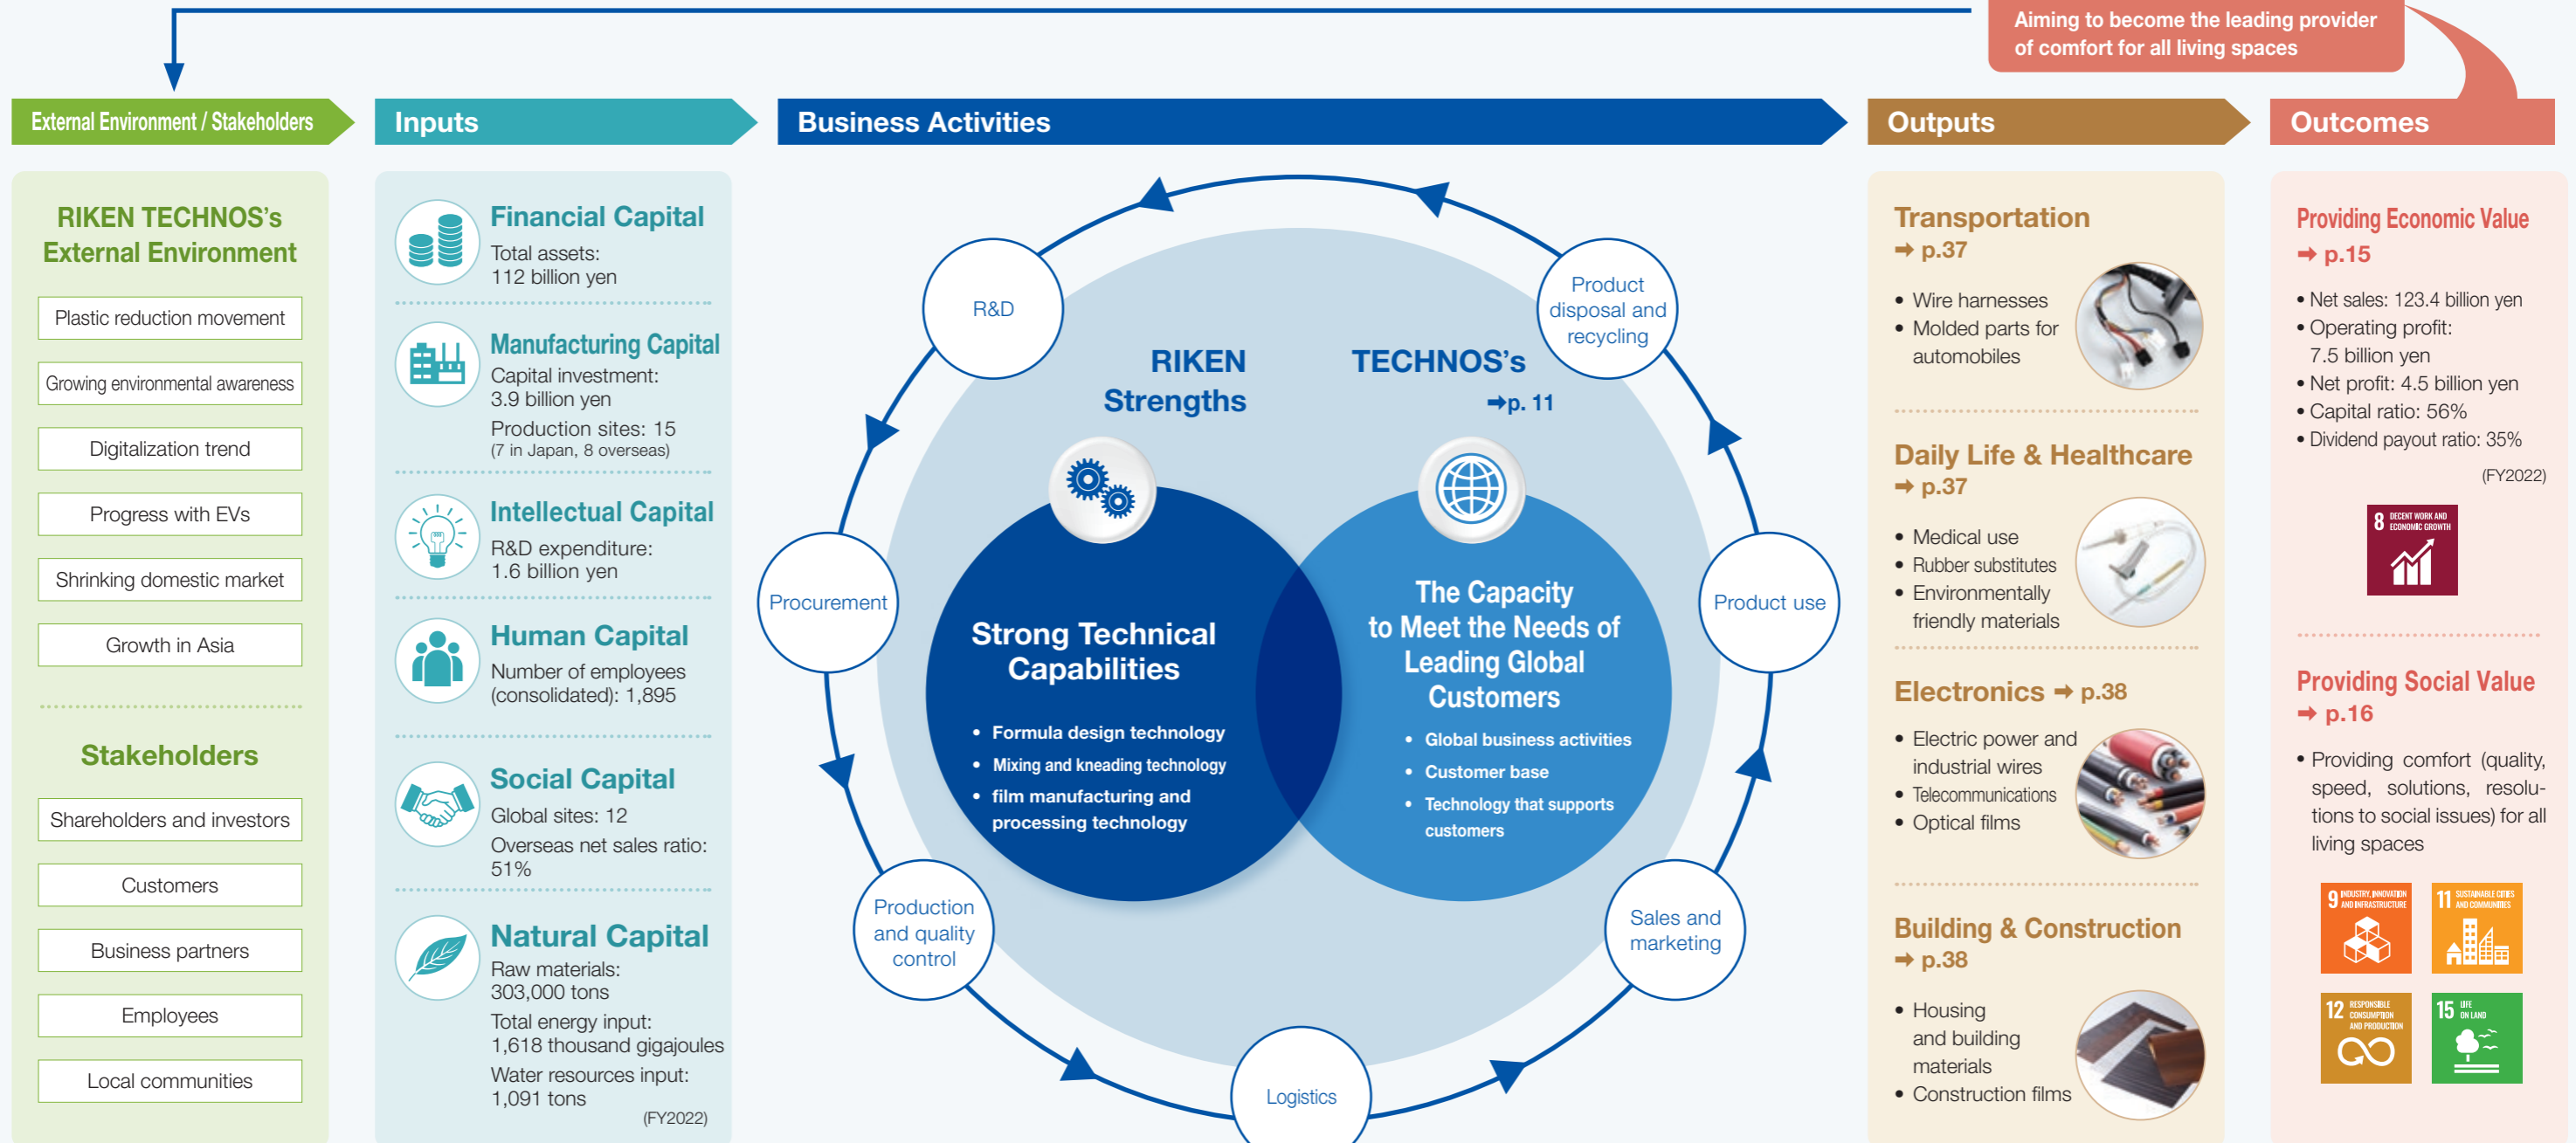 Aiming to become the leading provider
of comfort for all living spaces
External Environment / Stakeholders
RIKEN TECHNOS's
External Environment
Plastic reduction movement
Growing environmental awareness
Digitalization trend
Progress with EVs
Shrinking domestic market
Growth in Asia
Stakeholders
Shareholders and investors
Customers
Business partners
Employees
Local communities
Inputs
Financial Capital
Total assets:
112 billion yen
Manufacturing Capital
Capital investment:
3.9 billion yen
Production sites: 15
(7 in Japan, 8 overseas)
Intellectual Capital
R&D expenditure:
1.6 billion yen
Human Capital
Number of employees
(consolidated): 1,895
Social Capital
Global sites: 12
Overseas net sales ratio:
51%
Natural Capital
Raw materials:
303,000 tons
Total energy input:
1,618 thousand gigajoules
Water resources input:
1,091 tons
(FY2022)
Business Activities
RIKEN TECHNOS's
Strengths ➡p. 11
R&D
Procurement
Production
and quality
control
Logistics
Sales and
marketing
Product use
Product
disposal and
recycling
Strong Technical
Capabilities
• Formula design technology
• Mixing and kneading technology
• film manufacturing and
processing technology
The Capacity
to Meet the Needs of
Leading Global
Customers
• Global business activities
• Customer base
• Technology that supports
customers
Outputs
Transportation
➡ p.37
• Wire harnesses
• Molded parts for
automobiles
Daily Life & Healthcare
➡ p.37
• Medical use
• Rubber substitutes
• Environmentally
friendly materials
Electronics ➡ p.38
• Electric power and
industrial wires
• Telecommunications
• Optical films
Building & Construction
➡ p.38
• Housing
and building
materials
• Construction films
Outcomes
Providing Economic Value
➡ p.15
• Net sales: 123.4 billion yen
• Operating profit:
7.5 billion yen
• Net profit: 4.5 billion yen
• Capital ratio: 56%
• Dividend payout ratio: 35%
(FY2022)
8 DECENT WORK AND
ECONOMIC GROWTH
Providing Social Value
➡ p.16
• Providing comfort (quality,
speed, solutions, resolu-
tions to social issues) for all
living spaces
9 INDUSTRY, INNOVATION
AND INFRASTRUCTURE
11 SUSTAINABLE CITIES
AND COMMUNITIES
12 RESPONSIBLE
CONSUMPTION
AND PRODUCTION
15 LIFE
ON LAND